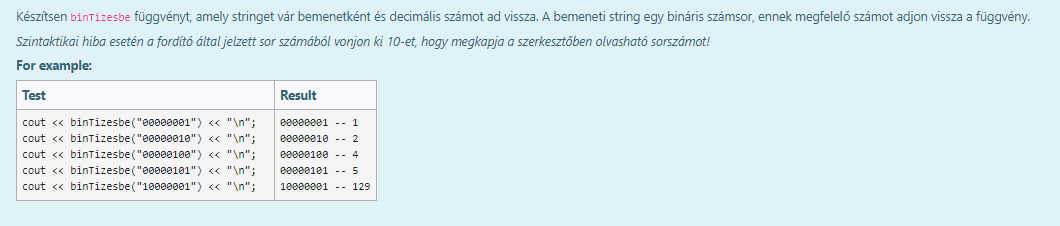 Készítsen binTizesbe függvényt, amely stringet vár bemenetként és decimális számot ad vissza. A bemeneti string egy bináris számsor, ennek megfelelő számot adjon vissza a függvény.
Szintaktikai hiba esetén a fordító által jelzett sor számából vonjon ki 10-et, hogy megkapja a szerkesztőben olvasható sorszámot!
For example:
Test Result
cout << binTizesbe("00000001") << "\n"; 00000001 -- 1
cout << binTizesbe("00000010") << "\n"; 00000010 -- 2
cout << binTizesbe("00000100") << "\n"; 00000100 -- 4
cout << binTizesbe("00000101") << "\n"; 00000101 -- 5
cout << binTizesbe("10000001") << "\n"; 10000001 -- 129